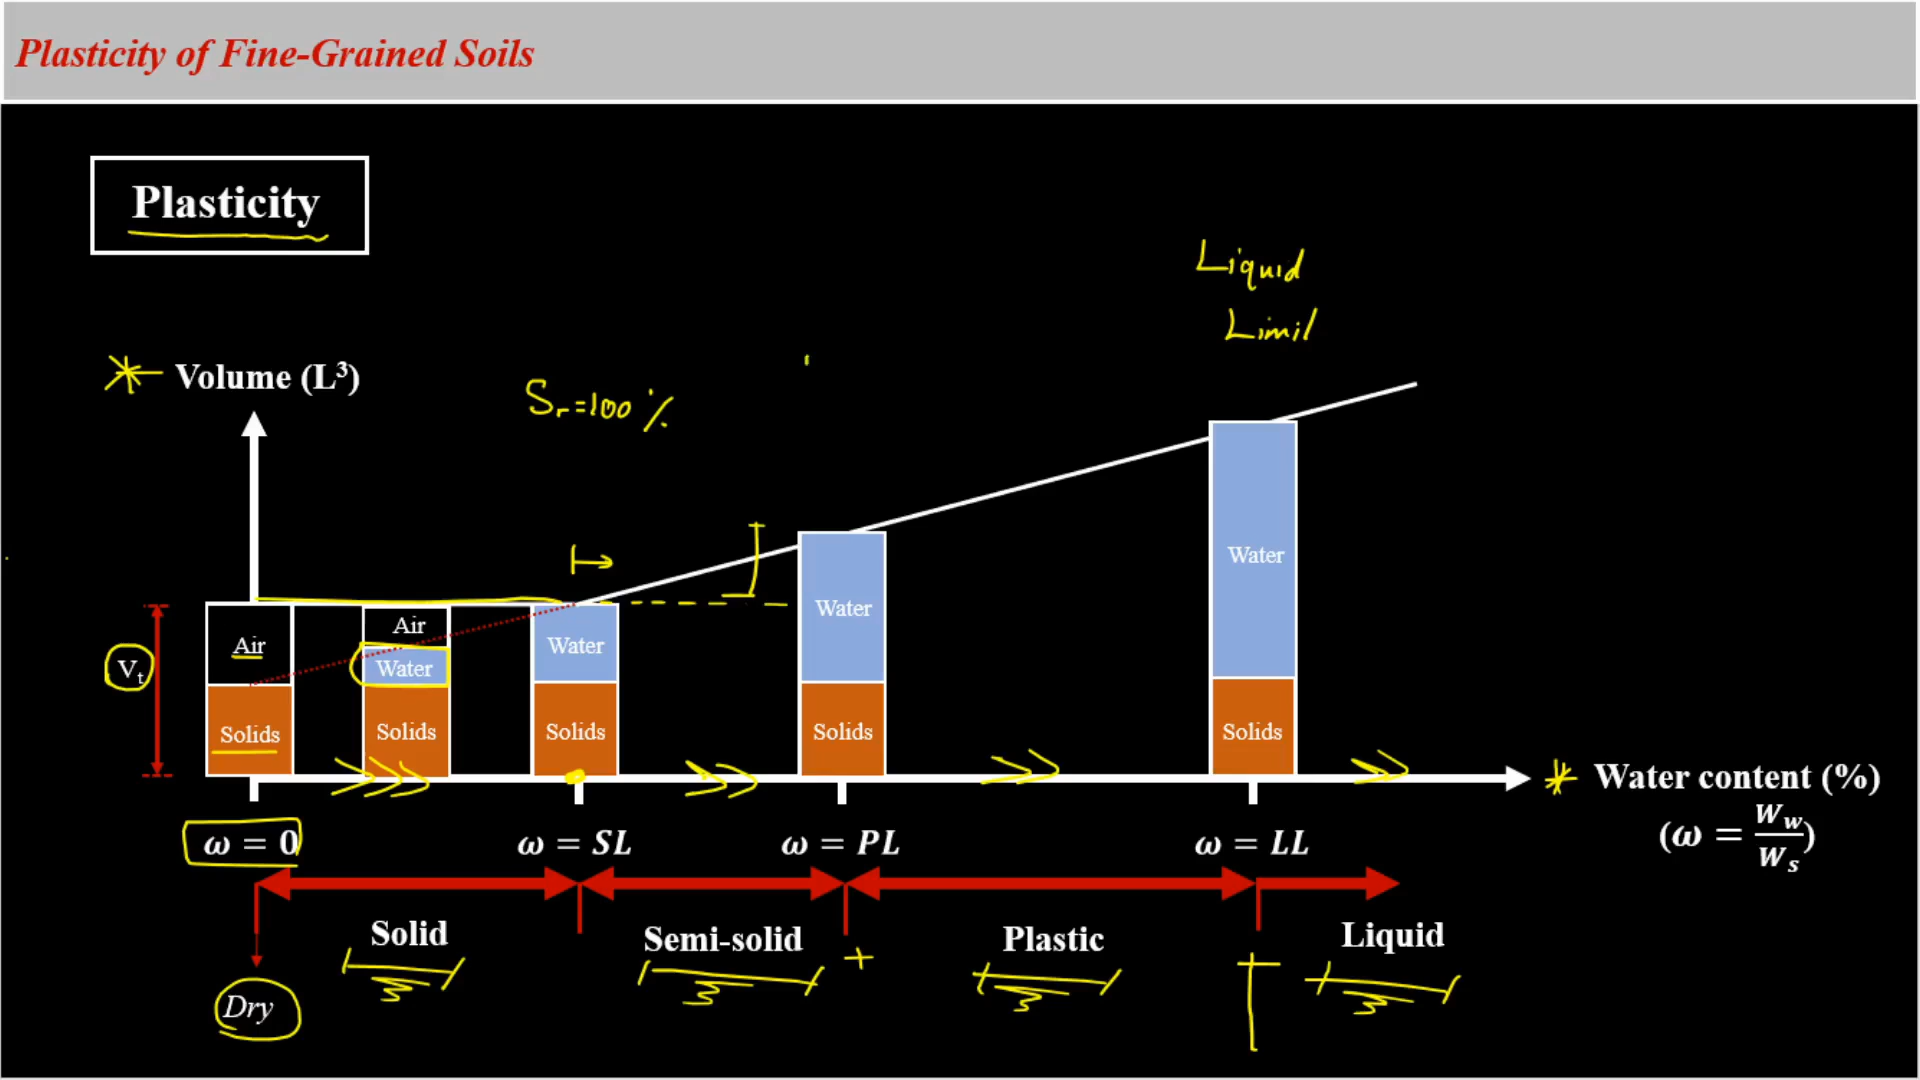 Plasticity of Fine-Grained Soils
Plasticity
Liquid
Limit
Volume (L³)
Sr=100%
Air
Solids
Air
Water
Solids
Water
Solids
Water
Solids
Water
Solids
Vt
Water content (%)
(ω = Ww/Ws)
ω = 0
ω = SL
ω = PL
ω = LL
Solid
Semi-solid
Plastic
Liquid
Dry